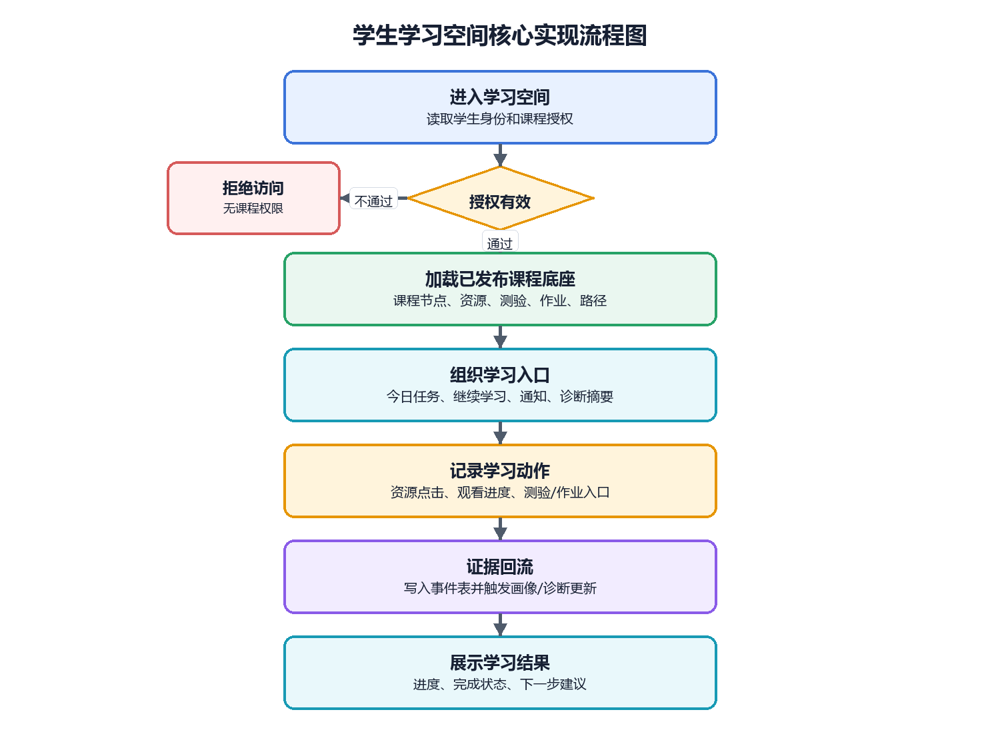 学生学习空间核心实现流程图
进入学习空间
读取学生身份和课程授权
拒绝访问
无课程权限
不通过
授权有效
通过
加载已发布课程底座
课程节点、资源、测验、作业、路径
组织学习入口
今日任务、继续学习、通知、诊断摘要
记录学习动作
资源点击、观看进度、测验/作业入口
证据回流
写入事件表并触发画像/诊断更新
展示学习结果
进度、完成状态、下一步建议